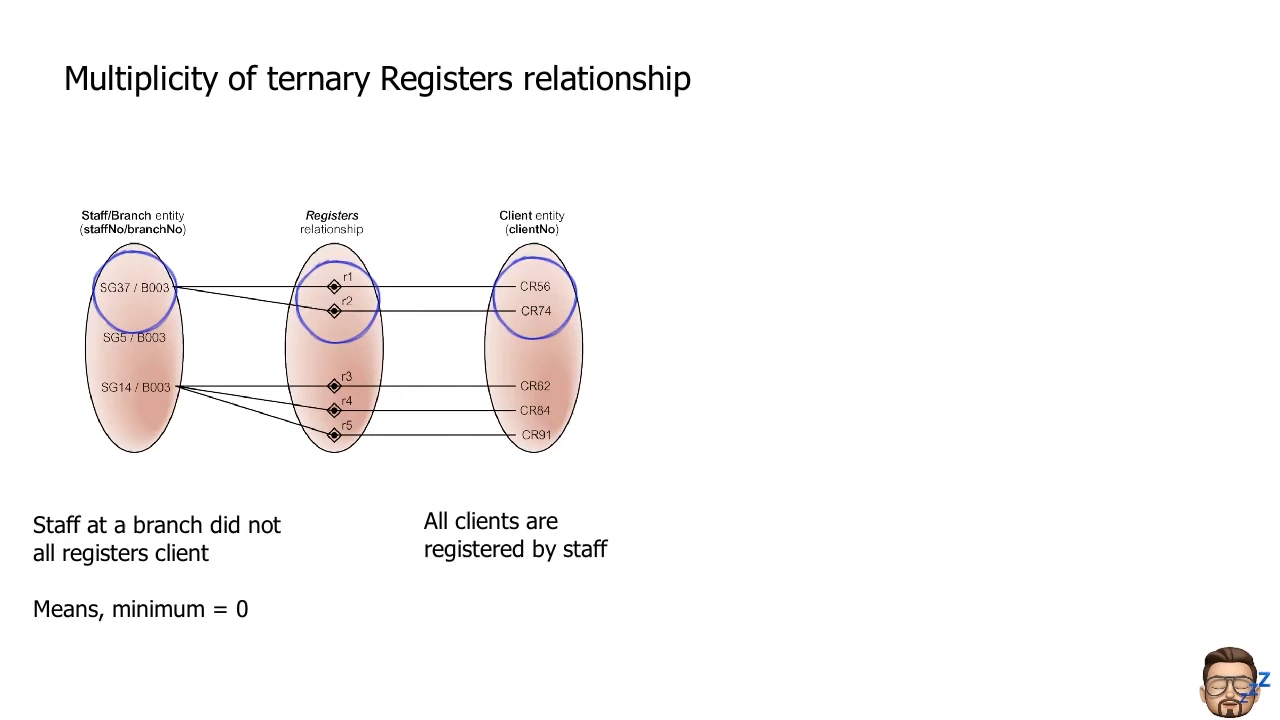 Multiplicity of ternary Registers relationship
Staff/Branch entity
(staffNo/branchNo)
Registers
relationship
Client entity
(clientNo)
SG37 / B003
SG5 / B003
SG14 / B003
r1
r2
r3
r4
r5
CR56
CR74
CR62
CR84
CR91
Staff at a branch did not
all registers client
Means, minimum = 0
All clients are
registered by staff
z z Z